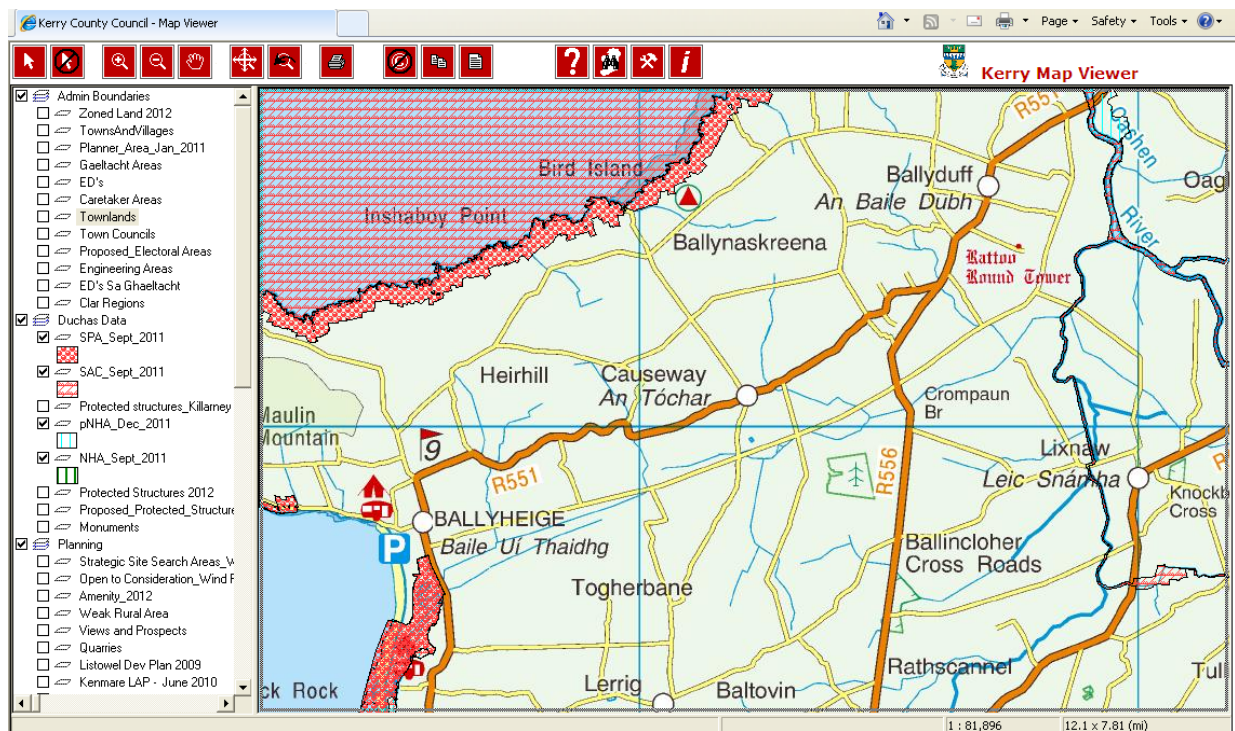 Kerry County Council - Map Viewer
Page
Safety
Tools
Kerry Map Viewer
Admin Boundaries
Zoned Land 2012
TownsAndVillages
Planner_Area_Jan_2011
Gaeltacht Areas
ED's
Caretaker Areas
Townlands
Town Councils
Proposed_Electoral Areas
Engineering Areas
ED's Sa Ghaeltacht
Clar Regions
Duchas Data
SPA_Sept_2011
SAC_Sept_2011
Protected structures_Killarney
pNHA_Dec_2011
NHA_Sept_2011
Protected Structures 2012
Proposed_Protected_Structure
Monuments
Planning
Strategic Site Search Areas_W
Open to Consideration_Wind F
Amenity_2012
Weak Rural Area
Views and Prospects
Quarries
Listowel Dev Plan 2009
Kenmare LAP - June 2010
R551
Cashen
River
Bird Island
Ballyduff
An Baile Dubh
Oag
Inshaboy Point
Ballynaskreena
Rattoo
Round Tower
Heirhill
Causeway
An Tóchar
Crompaun
Br
Maulin
Mountain
9
R551
R556
Lixnaw
Leic Snámha
R
Knockb
Cross
BALLYHEIGE
Baile Uí Thaidhg
P
Ballincloher
Cross Roads
Togherbane
Rathscannel
Tull
ck Rock
Lerrig
Baltovin
1 : 81,896
12.1 x 7.81 (mi)